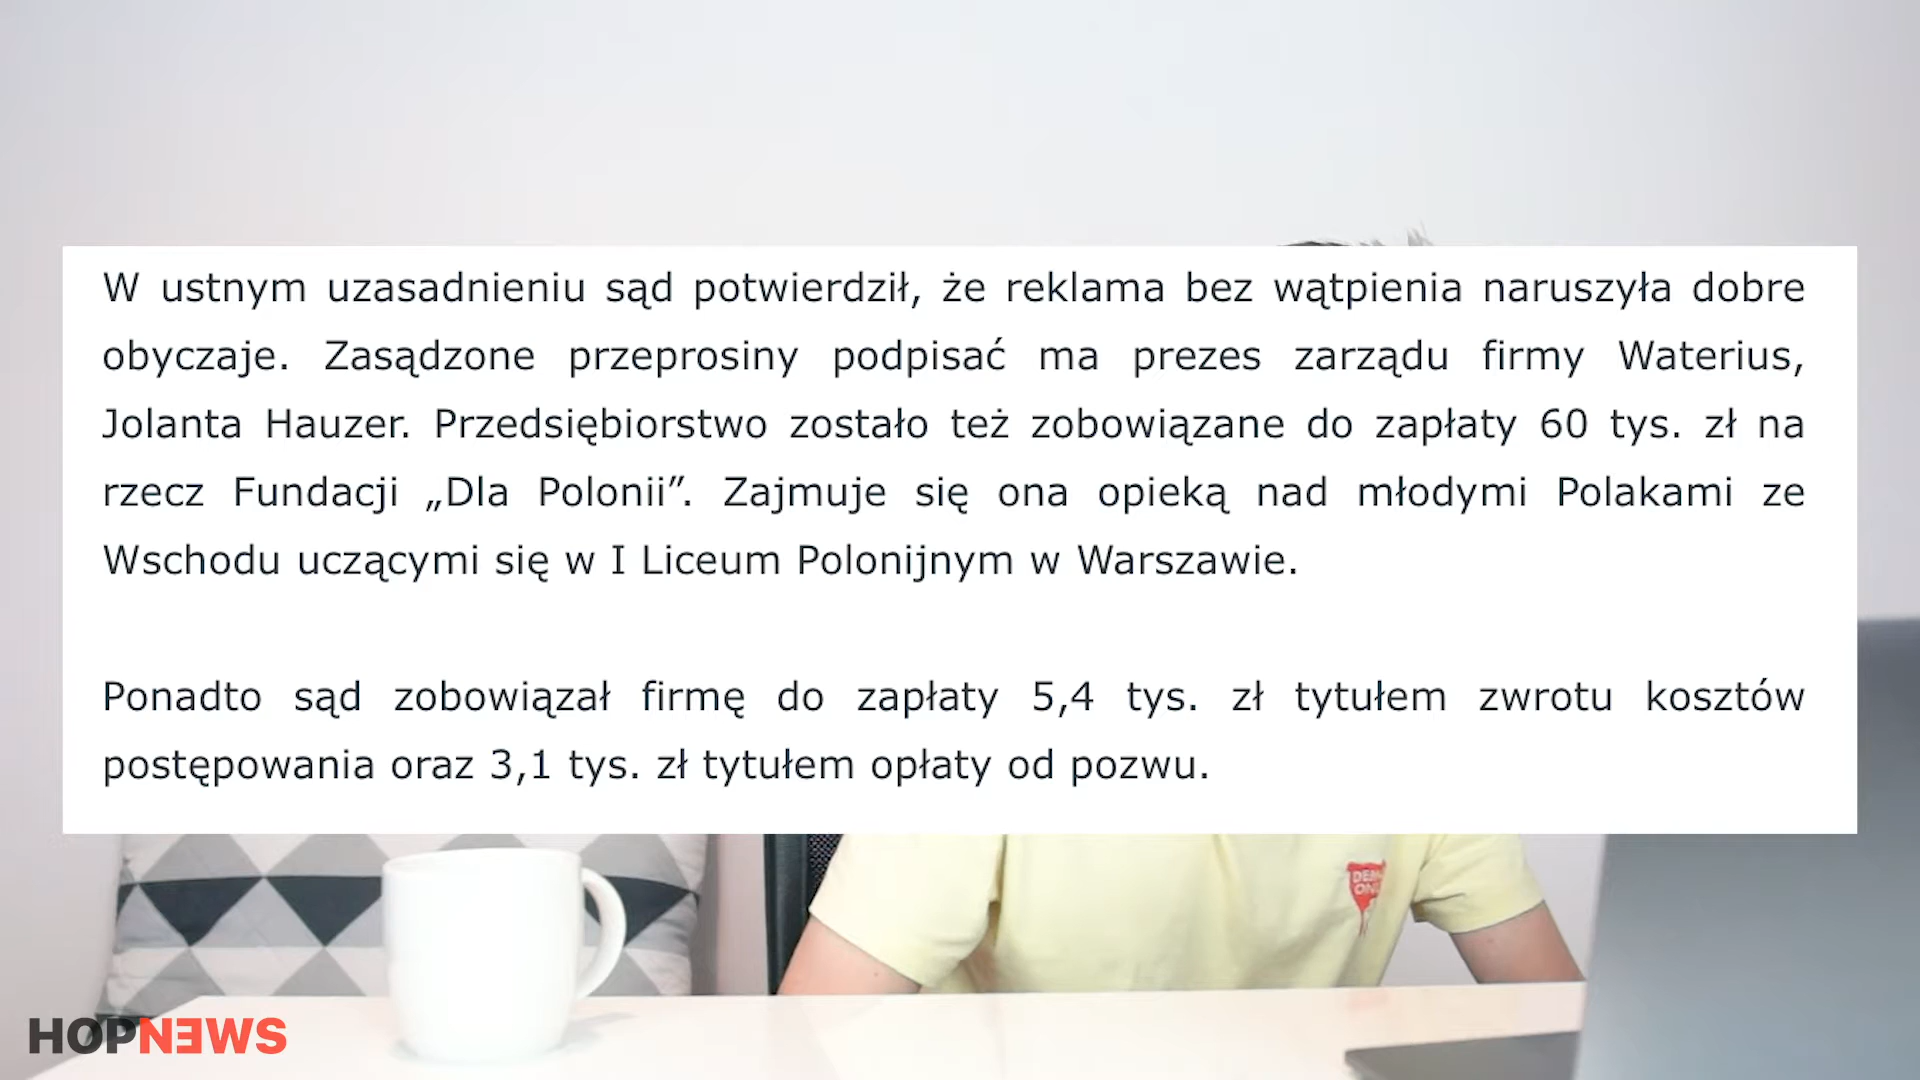 W ustnym uzasadnieniu sąd potwierdził, że reklama bez wątpienia naruszyła dobre
obyczaje. Zasądzone przeprosiny podpisać ma prezes zarządu firmy Waterius,
Jolanta Hauzer. Przedsiębiorstwo zostało też zobowiązane do zapłaty 60 tys. zł na
rzecz Fundacji „Dla Polonii”. Zajmuje się ona opieką nad młodymi Polakami ze
Wschodu uczącymi się w I Liceum Polonijnym w Warszawie.
Ponadto sąd zobowiązał firmę do zapłaty 5,4 tys. zł tytułem zwrotu kosztów
postępowania oraz 3,1 tys. zł tytułem opłaty od pozwu.
HOPNEWS